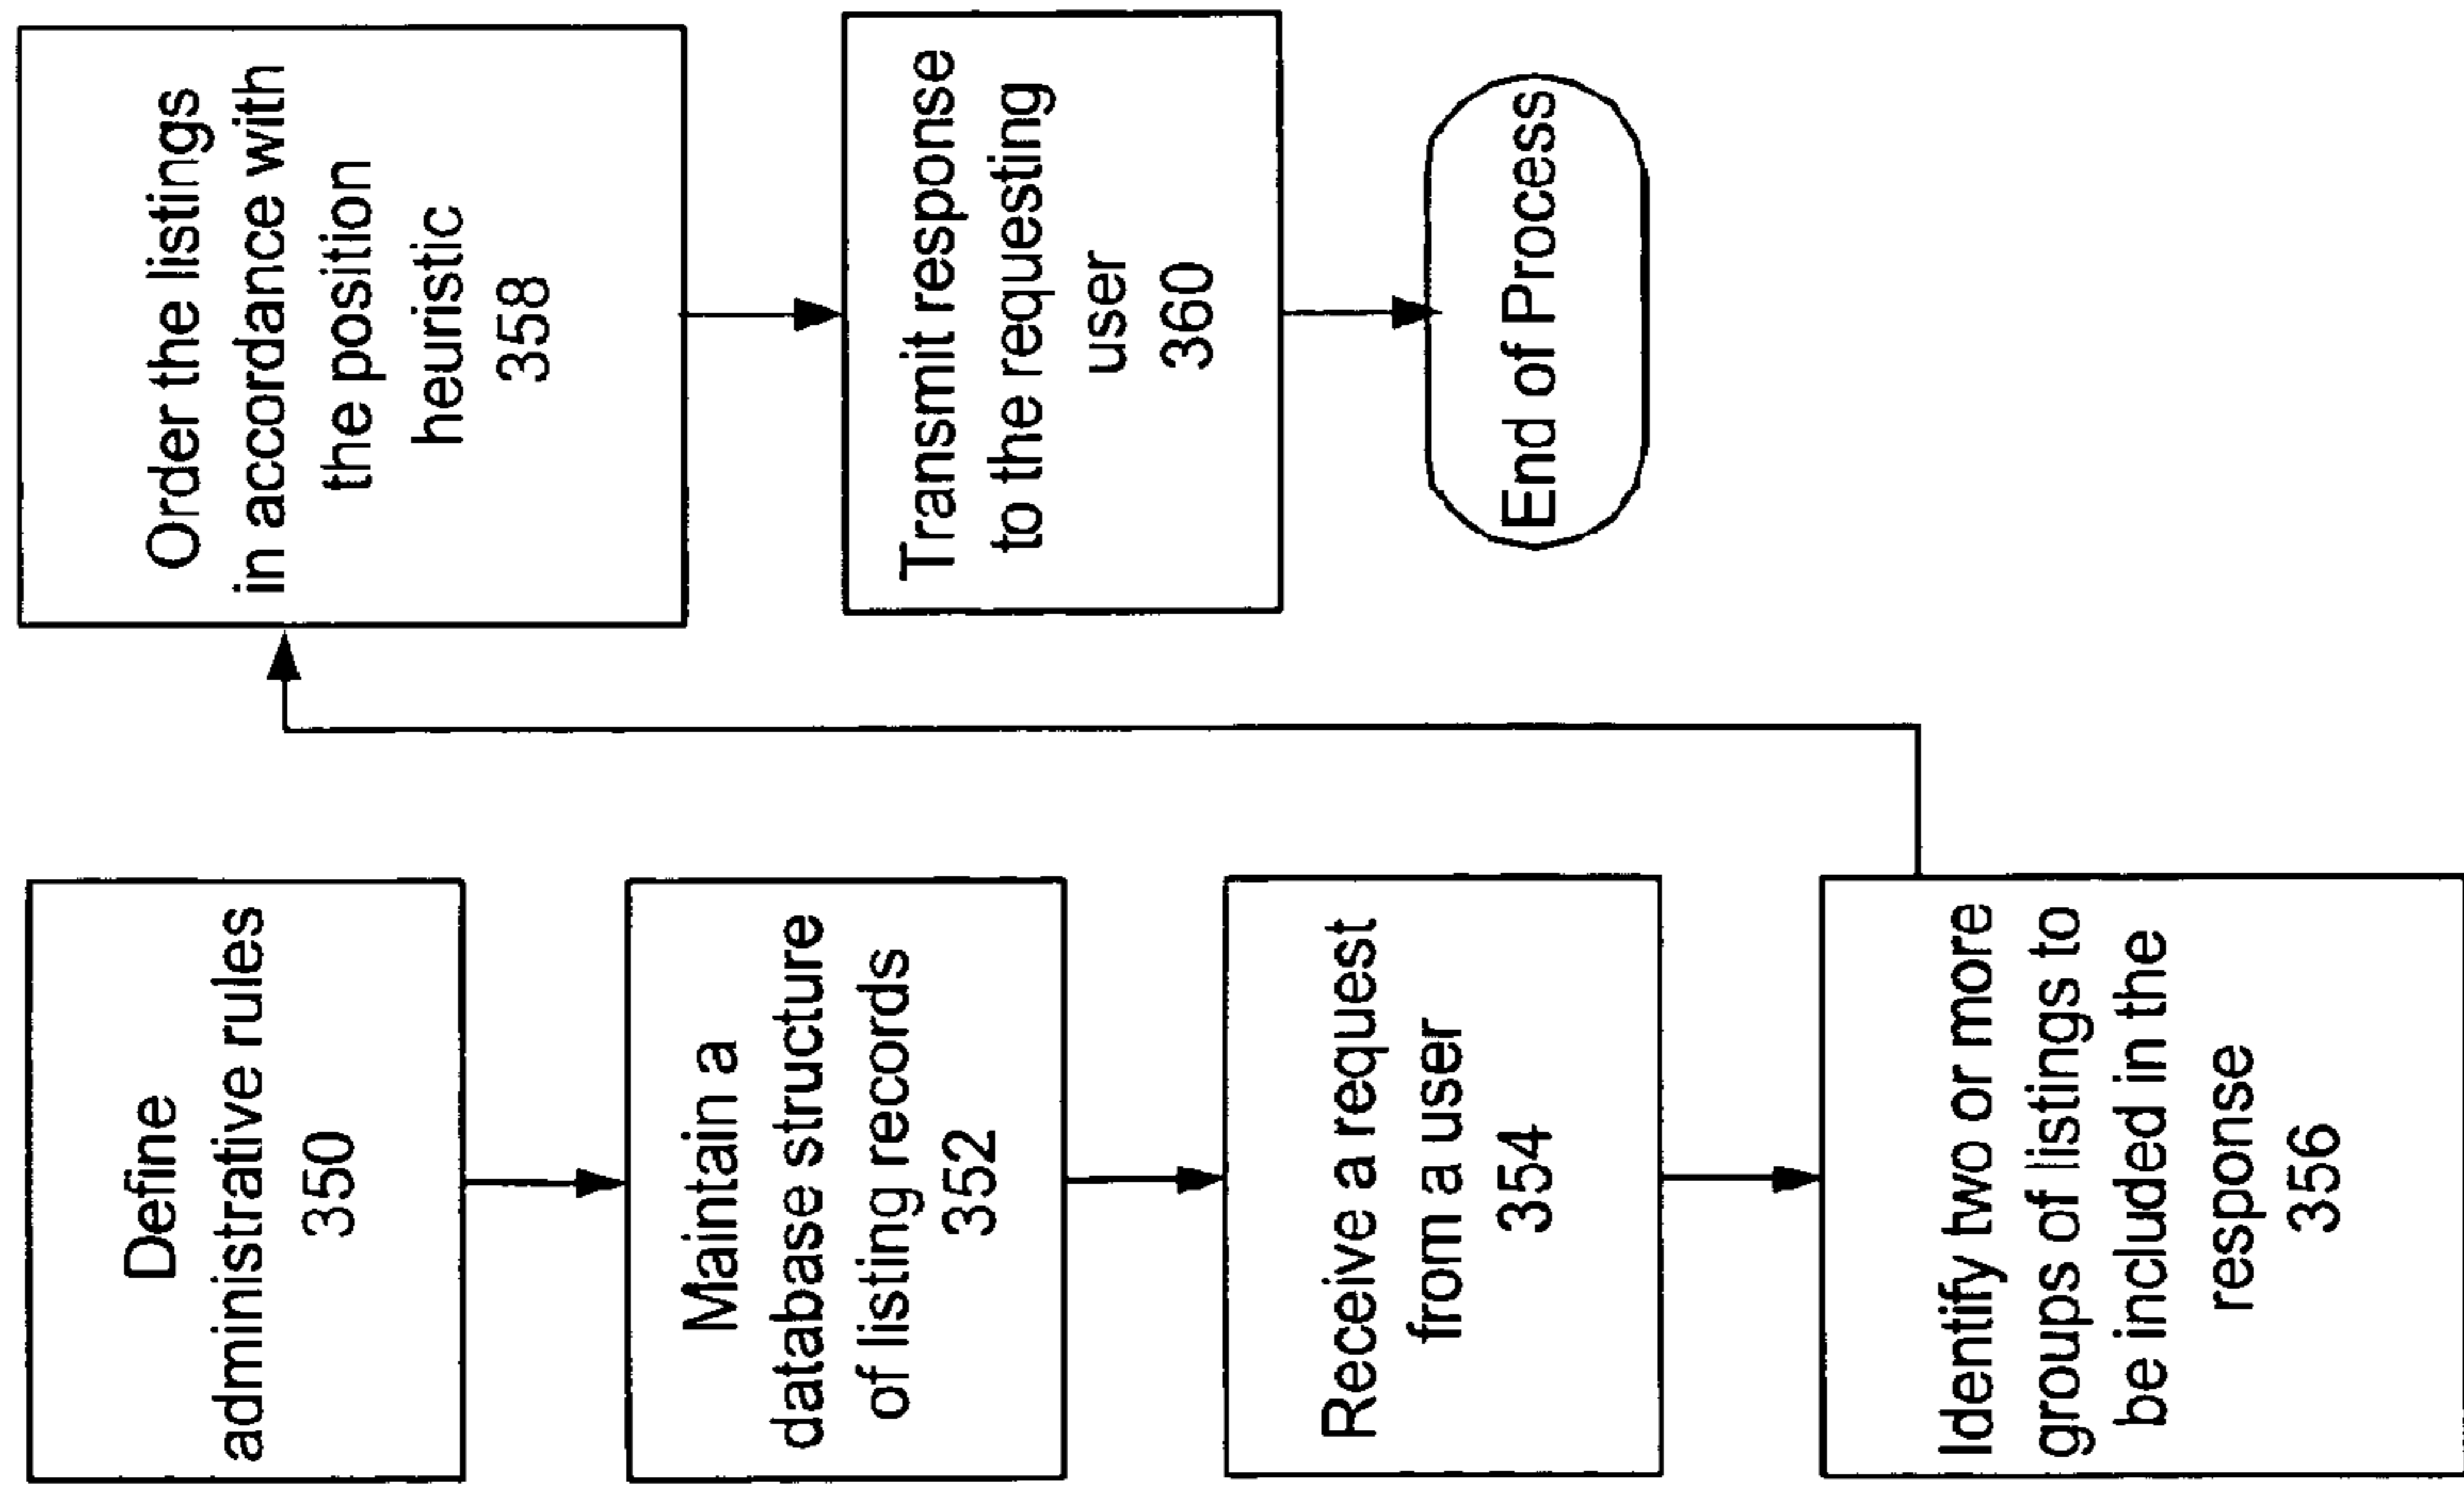 Define
administrative rules
350
Maintain a
database structure
of listing records
352
Receive a request
from a user
354
Identify two or more
groups of listings to
be included in the
response
356
Order the listings
in accordance with
the position
heuristic
358
Transmit response
to the requesting
user
360
End of Process